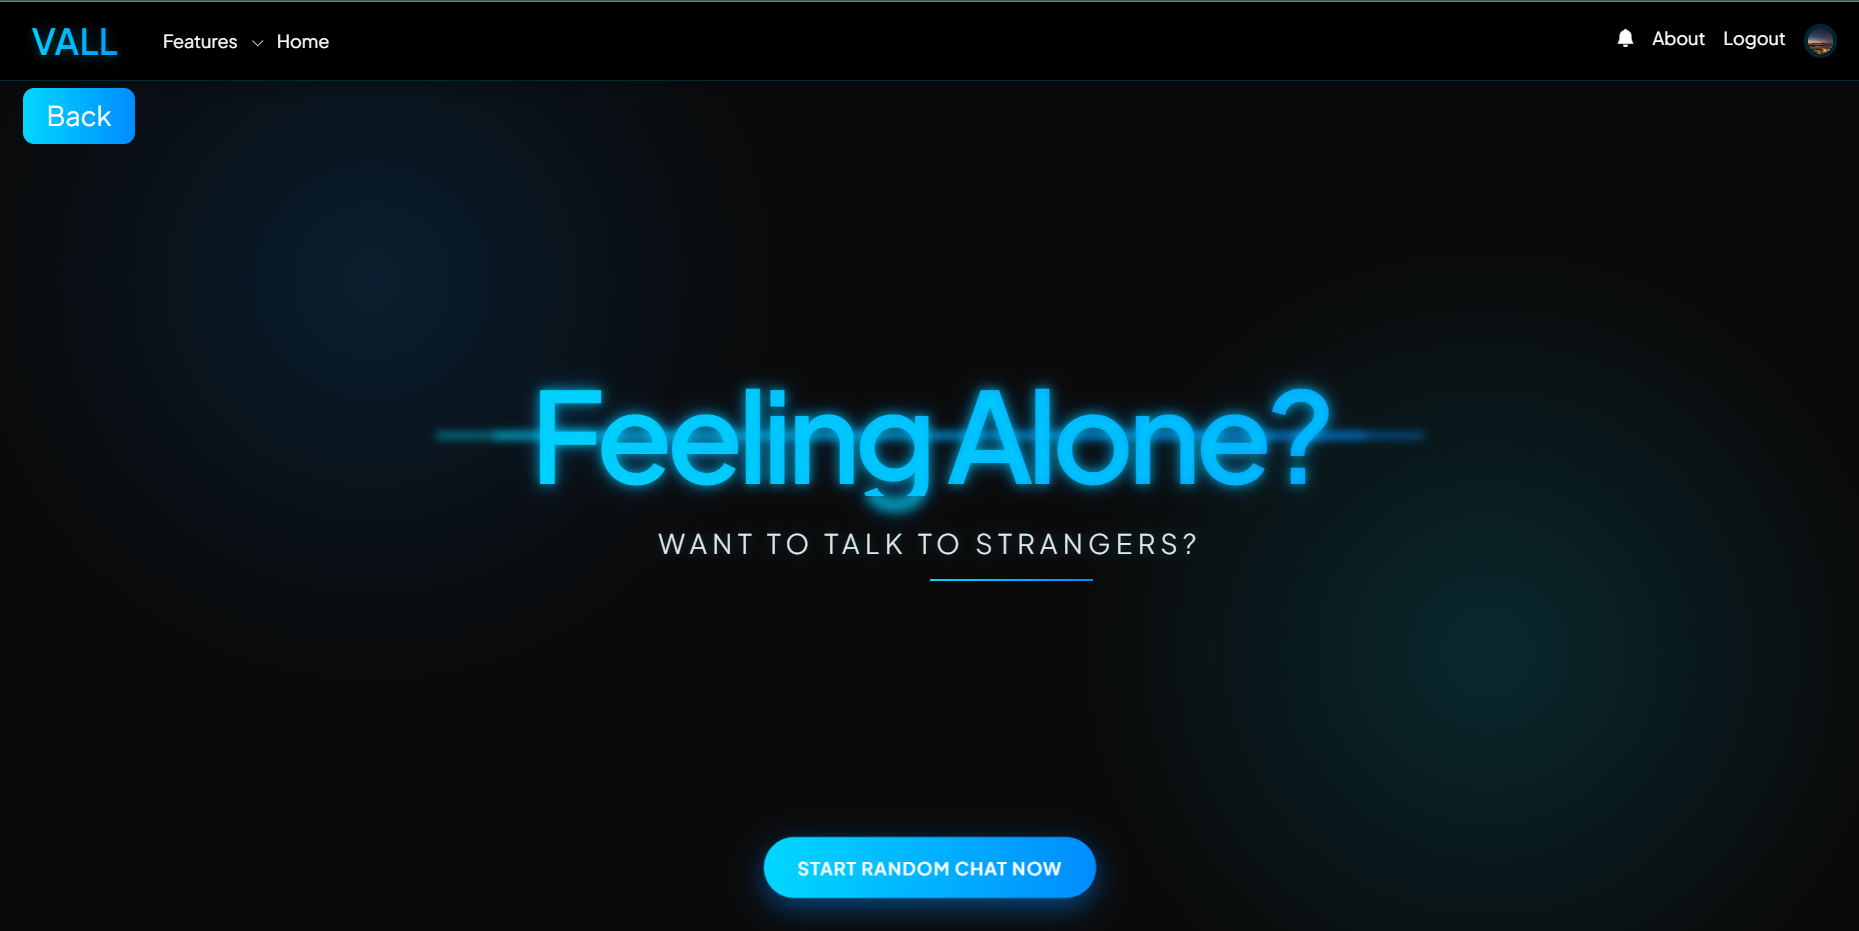 VALL Features Home About Logout
Back
Feeling Alone?
WANT TO TALK TO STRANGERS?
START RANDOM CHAT NOW